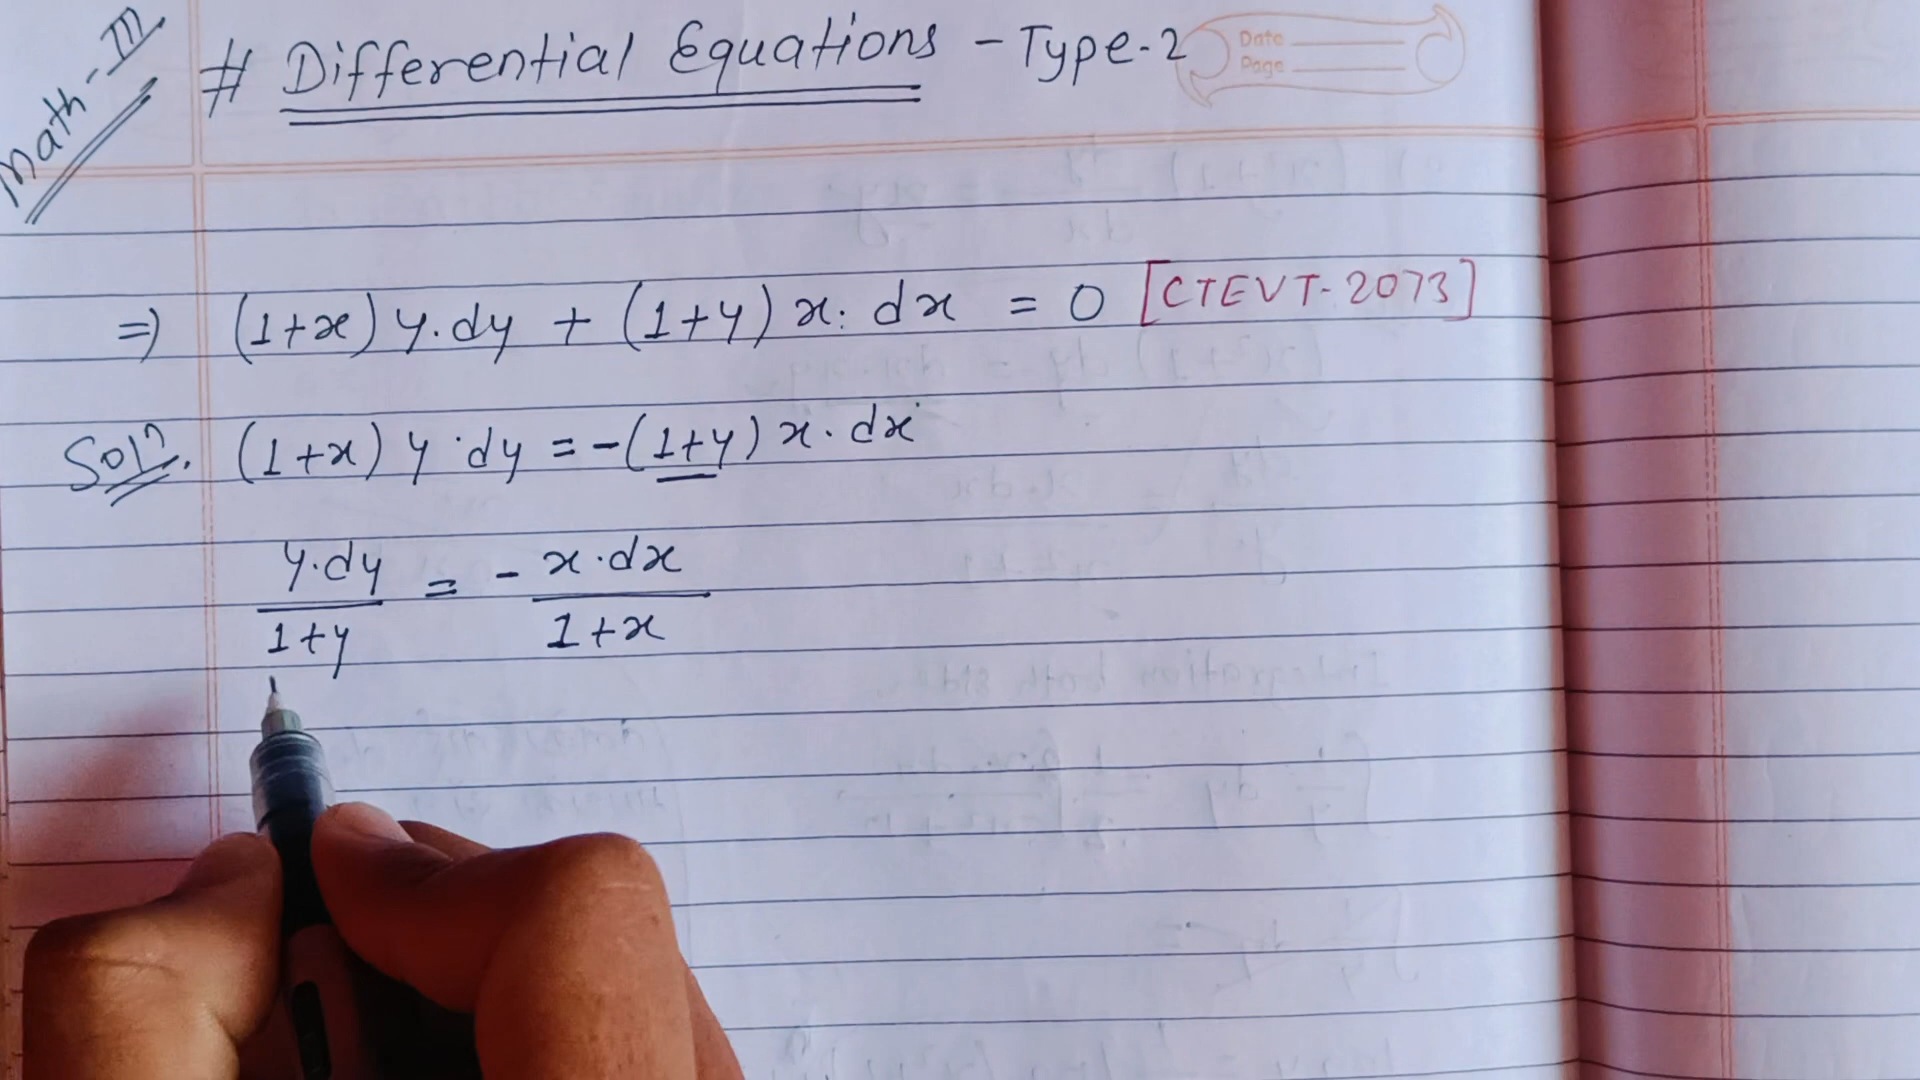 Math-III
# Differential Equations - Type-2
Date
Page
⇒ (1+x) y.dy + (1+y) x. dx = 0 [CTEVT-2073]
Soln. (1+x) y .dy = -(1+y) x. dx
y.dy/1+y = - x.dx/1+x